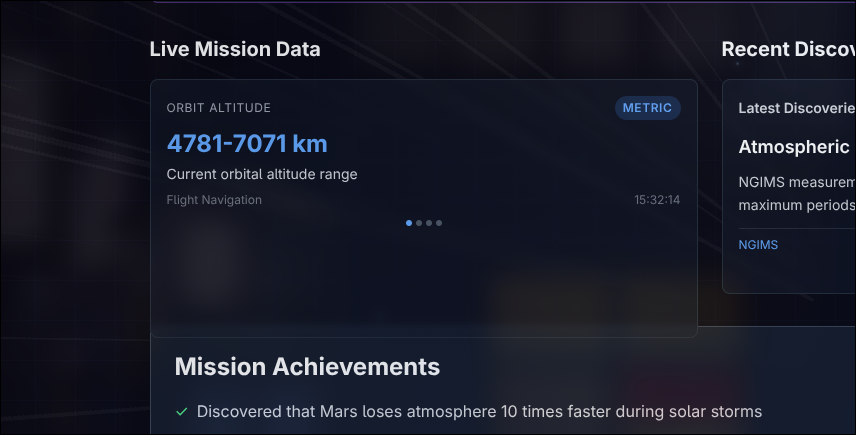 Live Mission Data
ORBIT ALTITUDE
METRIC
4781-7071 km
Current orbital altitude range
Flight Navigation
15:32:14
Recent Discov
Latest Discoverie
Atmospheric
NGIMS measurem
maximum periods
NGIMS
Mission Achievements
Discovered that Mars loses atmosphere 10 times faster during solar storms